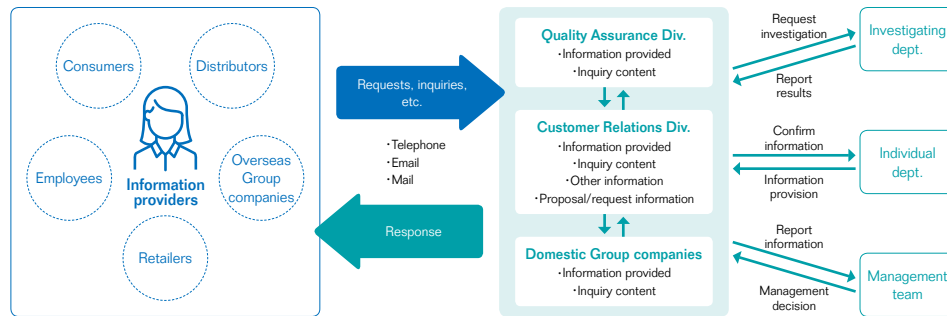 Consumers
Distributors
Employees
Information
providers
Overseas
Group
companies
Retailers
Requests, inquiries,
etc.
・Telephone
・Email
・Mail
Response
Quality Assurance Div.
・Information provided
・Inquiry content
Customer Relations Div.
・Information provided
・Inquiry content
・Other information
・Proposal/request information
Domestic Group companies
・Information provided
・Inquiry content
Request
investigation
Report
results
Investigating
dept.
Confirm
information
Information
provision
Individual
dept.
Report
information
Management
decision
Management
team